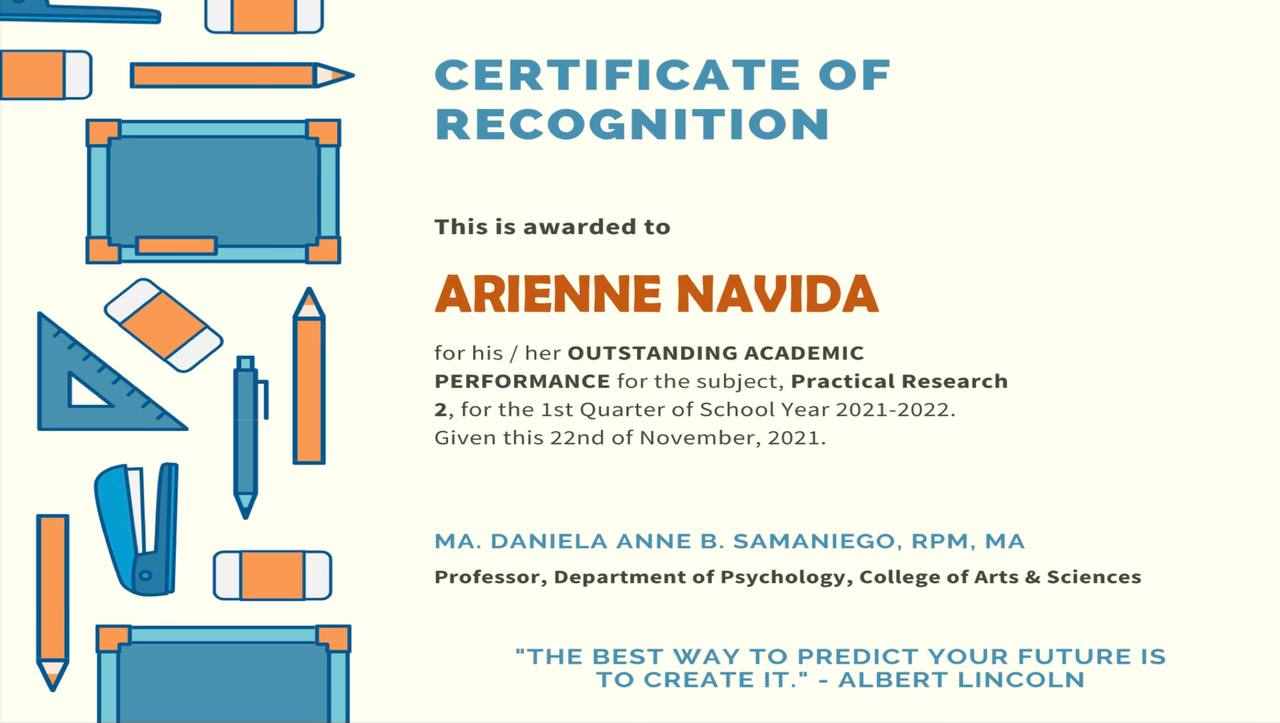 CERTIFICATE OF
RECOGNITION
This is awarded to
ARIENNE NAVIDA
for his / her OUTSTANDING ACADEMIC
PERFORMANCE for the subject, Practical Research
2, for the 1st Quarter of School Year 2021-2022.
Given this 22nd of November, 2021.
MA. DANIELA ANNE B. SAMANIEGO, RPM, MA
Professor, Department of Psychology, College of Arts & Sciences
"THE BEST WAY TO PREDICT YOUR FUTURE IS
TO CREATE IT." - ALBERT LINCOLN